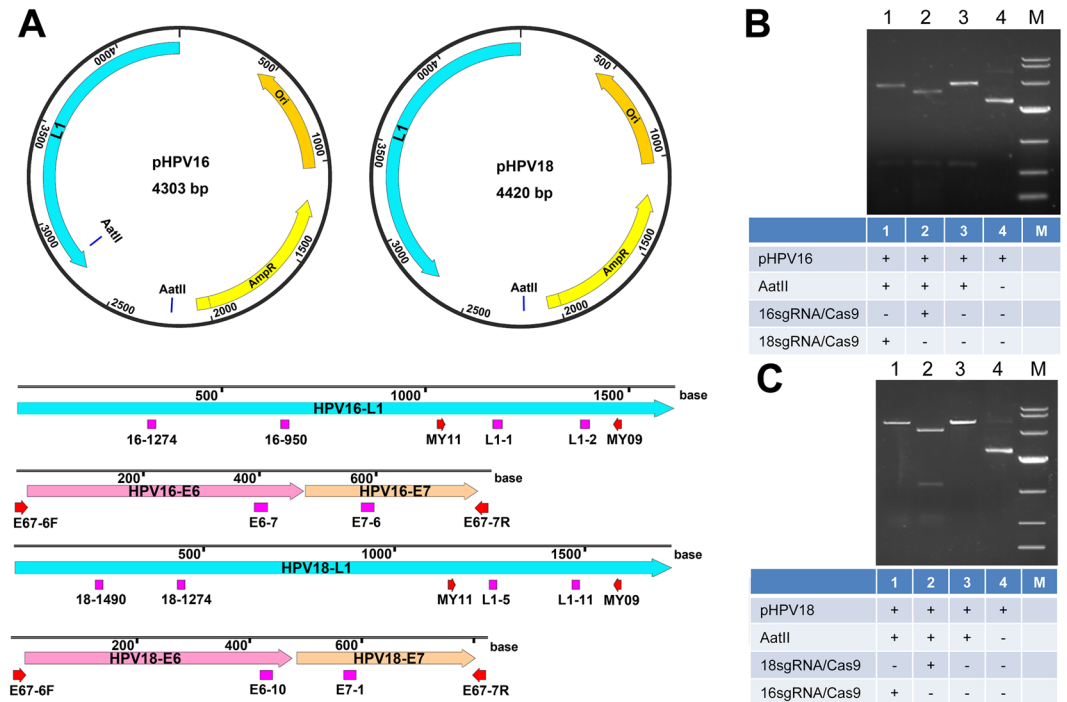 A
4000
500
3500
L1
Ori
1000
pHPV16
4303 bp
3000
AatII
AatII
AmpR
1500
2500
2000
4000
500
3500
L1
Ori
1000
pHPV18
4420 bp
3000
AatII
AmpR
1500
2500
2000
500 1000 1500 base
HPV16-L1
16-1274 16-950 MY11 L1-1 L1-2 MY09
200 400 600 base
HPV16-E6 HPV16-E7
E67-6F E6-7 E7-6 E67-7R
500 1000 1500 base
HPV18-L1
18-1490 18-1274 MY11 L1-5 L1-11 MY09
200 400 600 base
HPV18-E6 HPV18-E7
E67-6F E6-10 E7-1 E67-7R
B
1 2 3 4 M
1 2 3 4 M
pHPV16 + + + +
AatII + + + -
16sgRNA/Cas9 - + - -
18sgRNA/Cas9 + - - -
C
1 2 3 4 M
1 2 3 4 M
pHPV18 + + + +
AatII + + + -
18sgRNA/Cas9 - + - -
16sgRNA/Cas9 + - - -